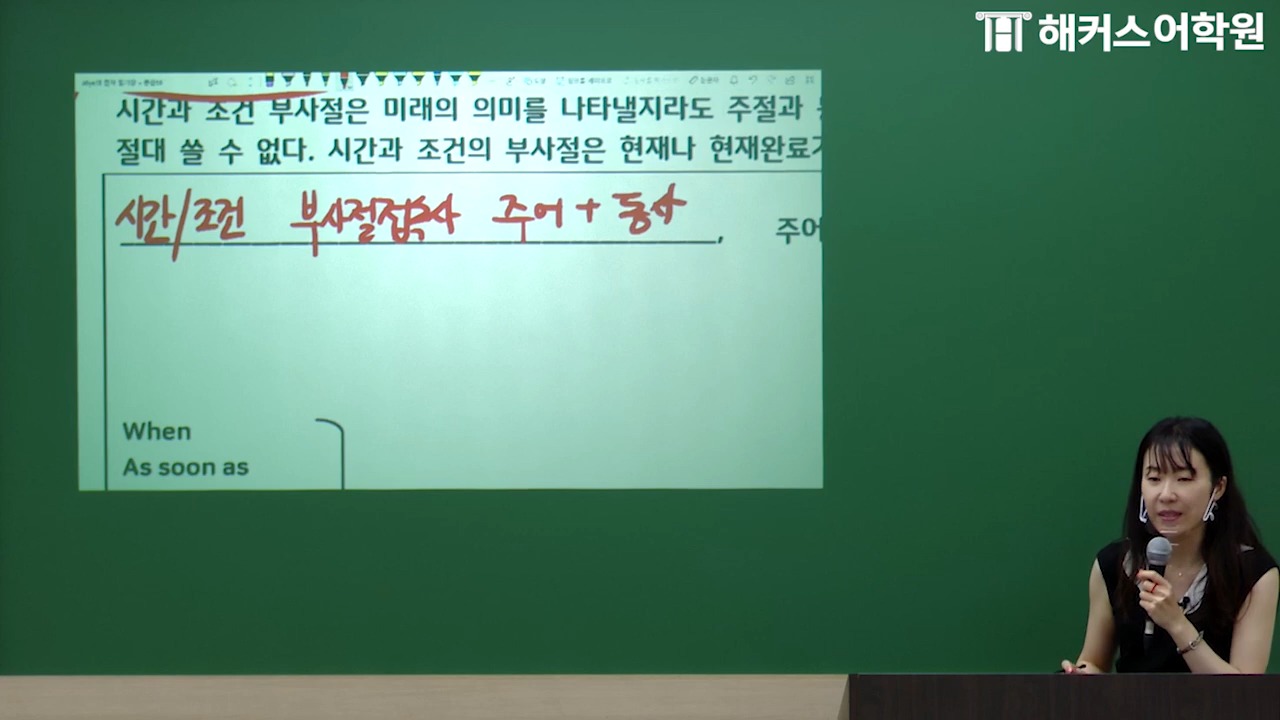 해커스어학원
시간과 조건 부사절은 미래의 의미를 나타낼지라도 주절과
절대 쓸 수 없다. 시간과 조건의 부사절은 현재나 현재완료
시간/조건 부사절접속사 주어 + 동사 , 주어
When
As soon as